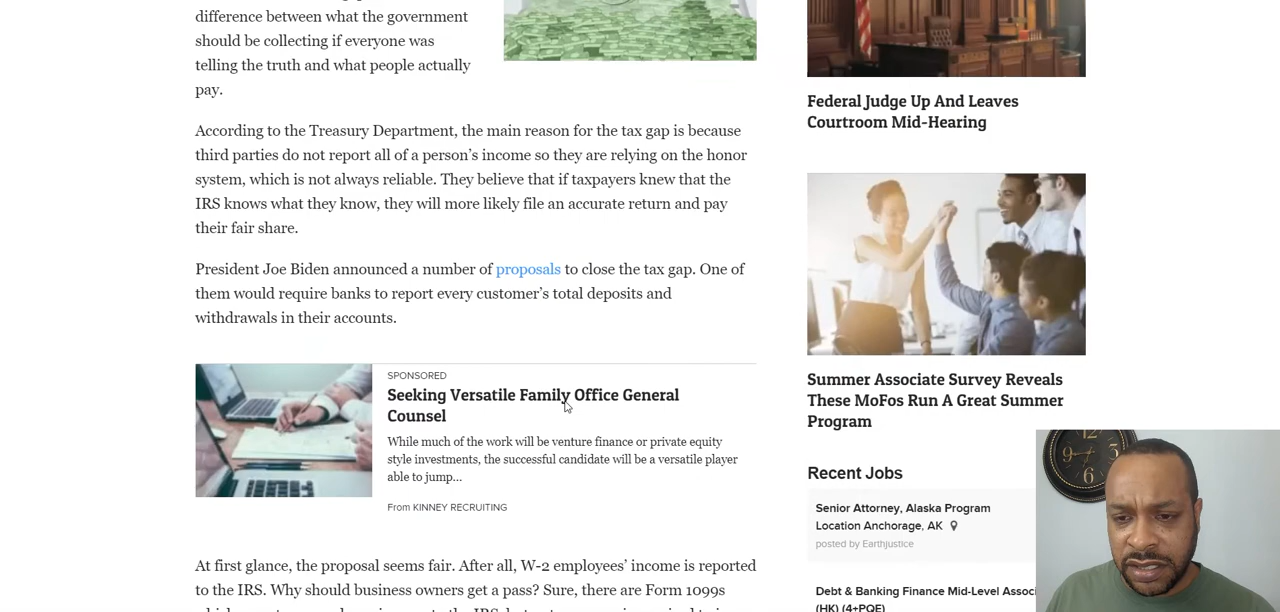 difference between what the government
should be collecting if everyone was
telling the truth and what people actually
pay.
According to the Treasury Department, the main reason for the tax gap is because
third parties do not report all of a person's income so they are relying on the honor
system, which is not always reliable. They believe that if taxpayers knew that the
IRS knows what they know, they will more likely file an accurate return and pay
their fair share.
President Joe Biden announced a number of proposals to close the tax gap. One of
them would require banks to report every customer's total deposits and
withdrawals in their accounts.
SPONSORED
Seeking Versatile Family Office General
Counsel
While much of the work will be venture finance or private equity
style investments, the successful candidate will be a versatile player
able to jump...
From KINNEY RECRUITING
At first glance, the proposal seems fair. After all, W-2 employees' income is reported
to the IRS. Why should business owners get a pass? Sure, there are Form 1099s
Federal Judge Up And Leaves
Courtroom Mid-Hearing
Summer Associate Survey Reveals
These MoFos Run A Great Summer
Program
Recent Jobs
Senior Attorney, Alaska Program
Location Anchorage, AK
posted by Earthjustice
Debt & Banking Finance Mid-Level Associ
(HK) (4+PQE)